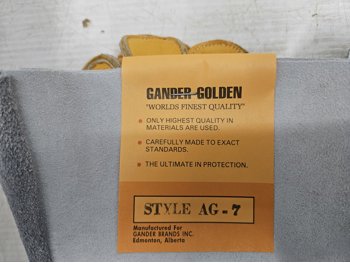 GANDER GOLDEN
"WORLDS FINEST QUALITY"
• ONLY HIGHEST QUALITY IN
MATERIALS ARE USED.
• CAREFULLY MADE TO EXACT
STANDARDS.
• THE ULTIMATE IN PROTECTION.
STYLE AG-7
Manufactured For
GANDER BRANDS INC.
Edmonton, Alberta